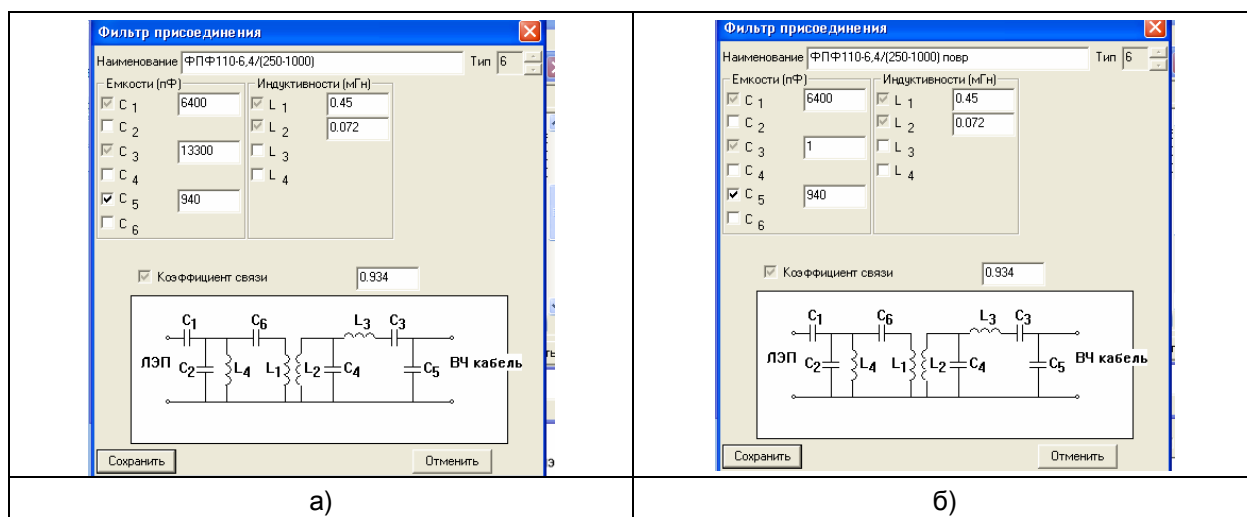 Фильтр присоединения
Наименование ФПФ110-6,4/(250-1000) Тип 6
Емкости (пФ) Индуктивности (мГн)
C 1 6400 L 1 0.45
C 2 L 2 0.072
C 3 13300 L 3
C 4 L 4
C 5 940
C 6
Коэффициент связи 0.934
C1 C6 L3 C3
ЛЭП C2 L4 L1 L2 C4 C5 ВЧ кабель
Сохранить Отменить
а)
Фильтр присоединения
Наименование ФПФ110-6,4/(250-1000) повр Тип 6
Емкости (пФ) Индуктивности (мГн)
C 1 6400 L 1 0.45
C 2 L 2 0.072
C 3 1 L 3
C 4 L 4
C 5 940
C 6
Коэффициент связи 0.934
C1 C6 L3 C3
ЛЭП C2 L4 L1 L2 C4 C5 ВЧ кабель
Сохранить Отменить
б)